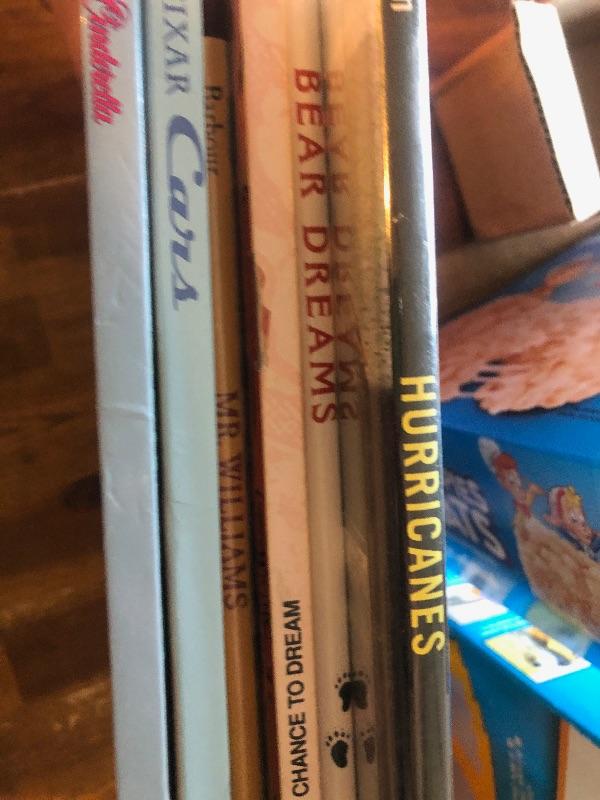 Cinderella
PIXAR Cars
Barbour
MR. WILLIAMS
CHANCE TO DREAM
BEAR DREAMS
HURRICANES